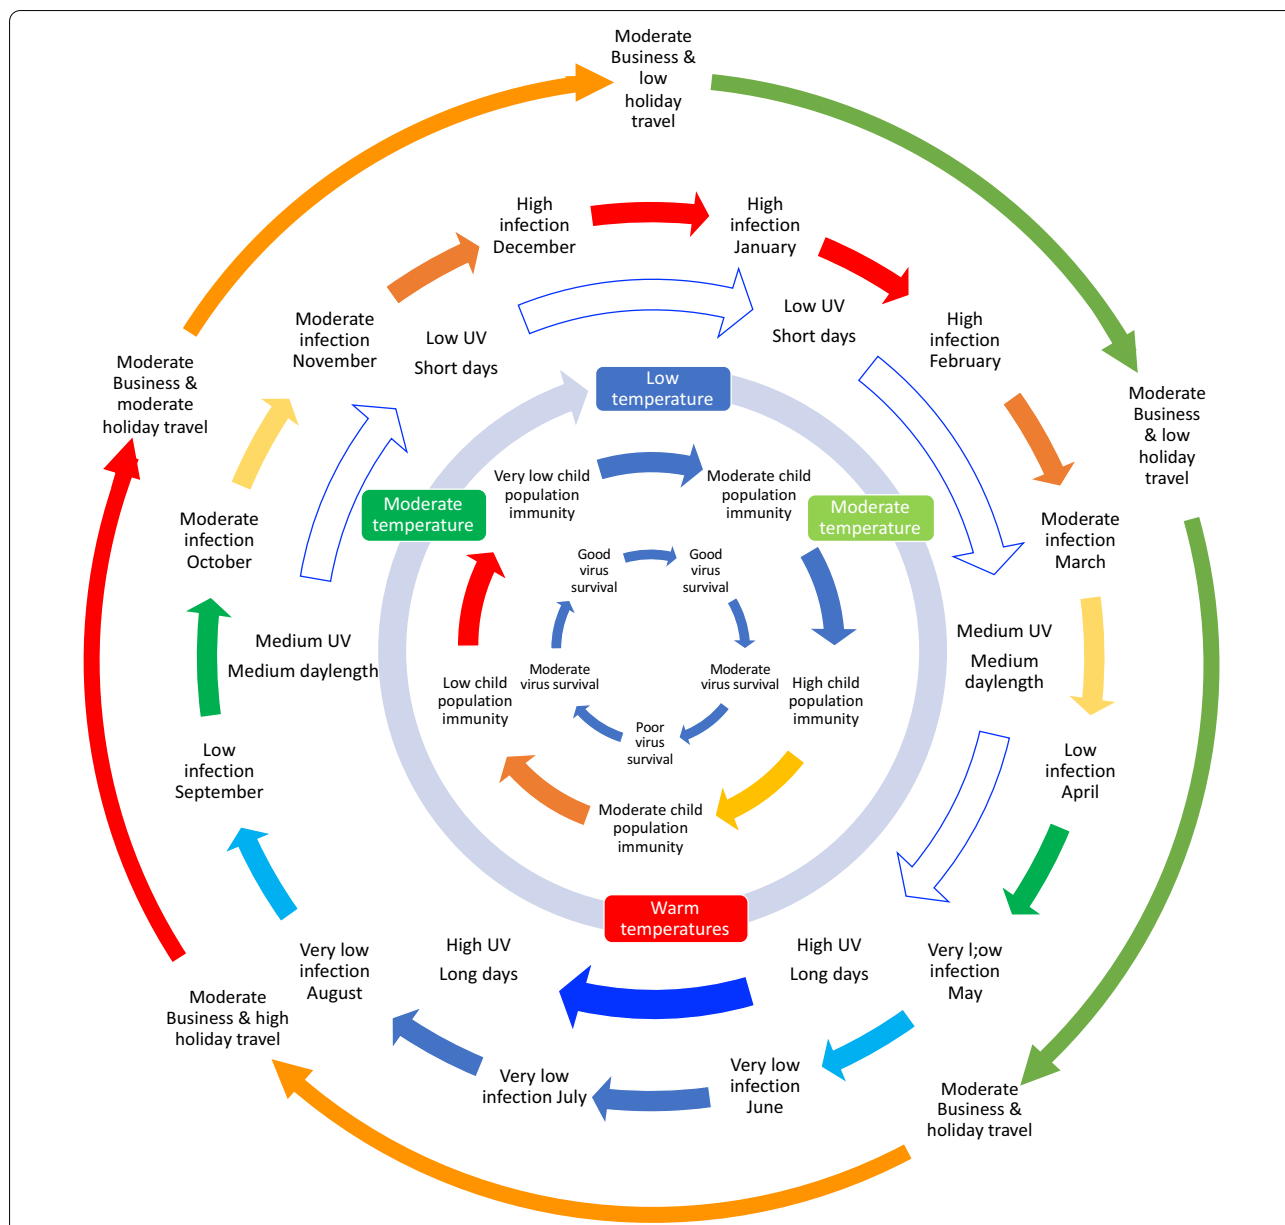 Moderate
Business &
low
holiday
travel
High
infection
December
High
infection
January
Moderate
infection
November
Low UV
Short days
Low UV
Short days
High
infection
February
Moderate
Business &
moderate
holiday travel
Low
temperature
Moderate
Business
& low
holiday
travel
Very low child
population
immunity
Moderate child
population
immunity
Moderate
temperature
Moderate
temperature
Moderate
infection
October
Moderate
infection
March
Good
virus
survival
Good
virus
survival
Medium UV
Medium daylength
Medium UV
Medium
daylength
Low child
population
immunity
Moderate
virus survival
Moderate
virus survival
High child
population
immunity
Poor
virus
survival
Low
infection
September
Low
infection
April
Moderate child
population
immunity
Warm
temperatures
High UV
Long days
High UV
Long days
Very low
infection
August
Very l;ow
infection
May
Moderate
Business & high
holiday travel
Very low
infection July
Very low
infection
June
Moderate
Business &
holiday travel